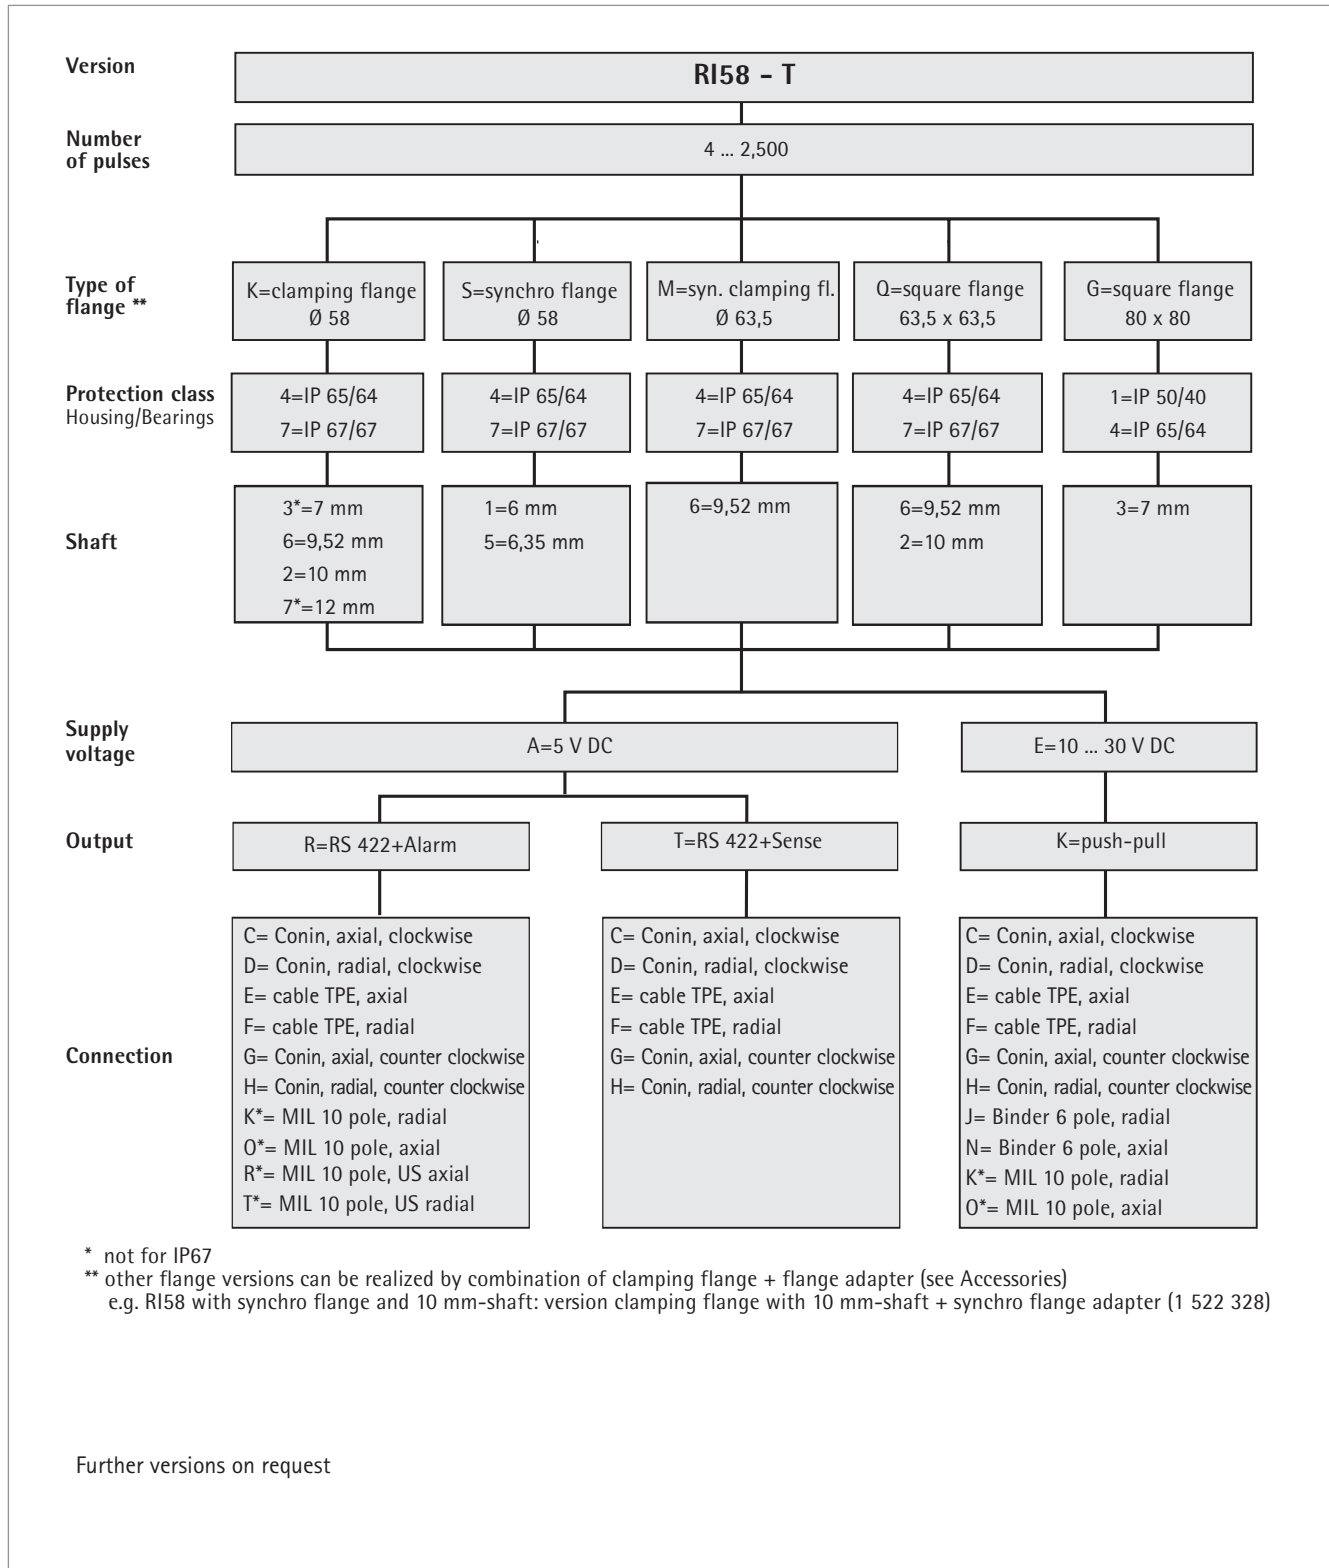 Version
RI58 - T
Number
of pulses
4 ... 2,500
Type of
flange **
K=clamping flange
Ø 58
S=synchro flange
Ø 58
M=syn. clamping fl.
Ø 63,5
Q=square flange
63,5 x 63,5
G=square flange
80 x 80
Protection class
Housing/Bearings
4=IP 65/64
7=IP 67/67
4=IP 65/64
7=IP 67/67
4=IP 65/64
7=IP 67/67
4=IP 65/64
7=IP 67/67
1=IP 50/40
4=IP 65/64
Shaft
3*=7 mm
6=9,52 mm
2=10 mm
7*=12 mm
1=6 mm
5=6,35 mm
6=9,52 mm
6=9,52 mm
2=10 mm
3=7 mm
Supply
voltage
A=5 V DC
E=10 ... 30 V DC
Output
R=RS 422+Alarm
T=RS 422+Sense
K=push-pull
Connection
C= Conin, axial, clockwise
D= Conin, radial, clockwise
E= cable TPE, axial
F= cable TPE, radial
G= Conin, axial, counter clockwise
H= Conin, radial, counter clockwise
K*= MIL 10 pole, radial
O*= MIL 10 pole, axial
R*= MIL 10 pole, US axial
T*= MIL 10 pole, US radial
C= Conin, axial, clockwise
D= Conin, radial, clockwise
E= cable TPE, axial
F= cable TPE, radial
G= Conin, axial, counter clockwise
H= Conin, radial, counter clockwise
C= Conin, axial, clockwise
D= Conin, radial, clockwise
E= cable TPE, axial
F= cable TPE, radial
G= Conin, axial, counter clockwise
H= Conin, radial, counter clockwise
J= Binder 6 pole, radial
N= Binder 6 pole, axial
K*= MIL 10 pole, radial
O*= MIL 10 pole, axial
* not for IP67
** other flange versions can be realized by combination of clamping flange + flange adapter (see Accessories)
e.g. RI58 with synchro flange and 10 mm-shaft: version clamping flange with 10 mm-shaft + synchro flange adapter (1 522 328)
Further versions on request